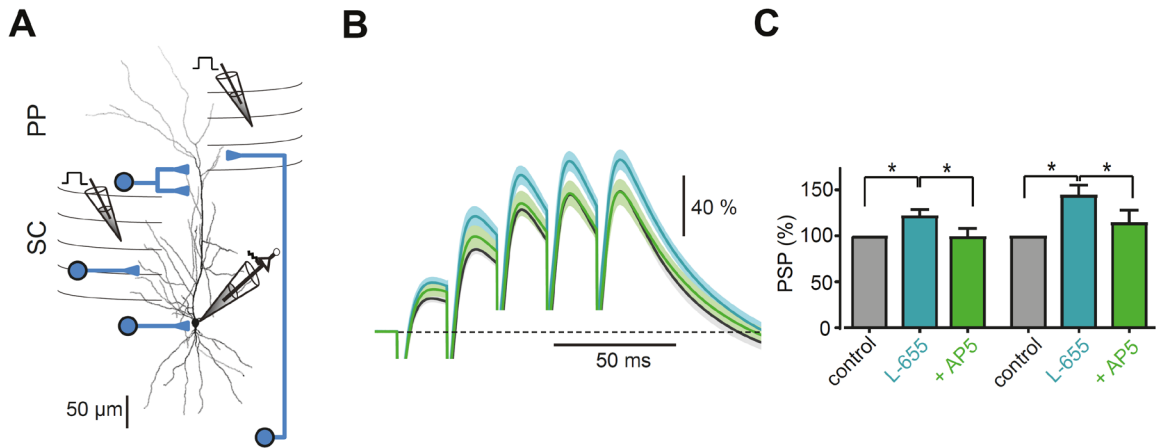 A
B
C
PP
SC
50 µm
40 %
50 ms
PSP (%)
150
100
50
0
* * * *
control
L-655
+ AP5
control
L-655
+ AP5